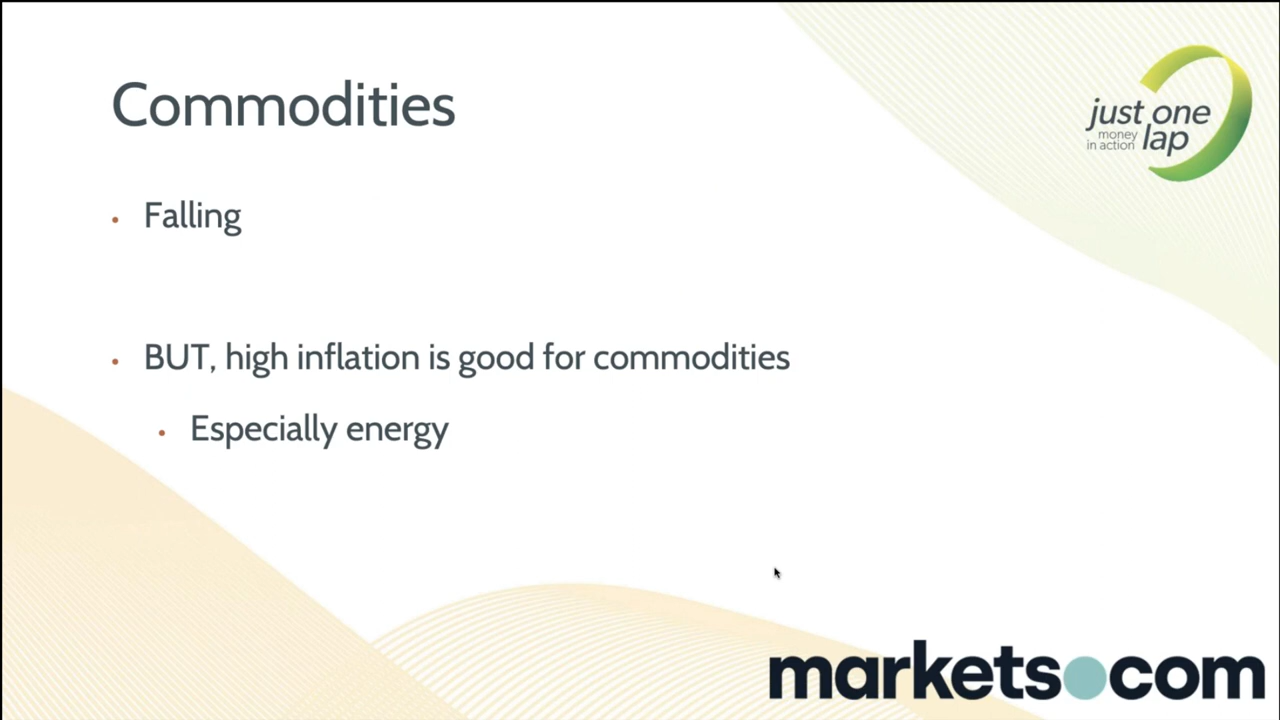 Commodities
just one
money
in action lap
• Falling
• BUT, high inflation is good for commodities
• Especially energy
markets.com